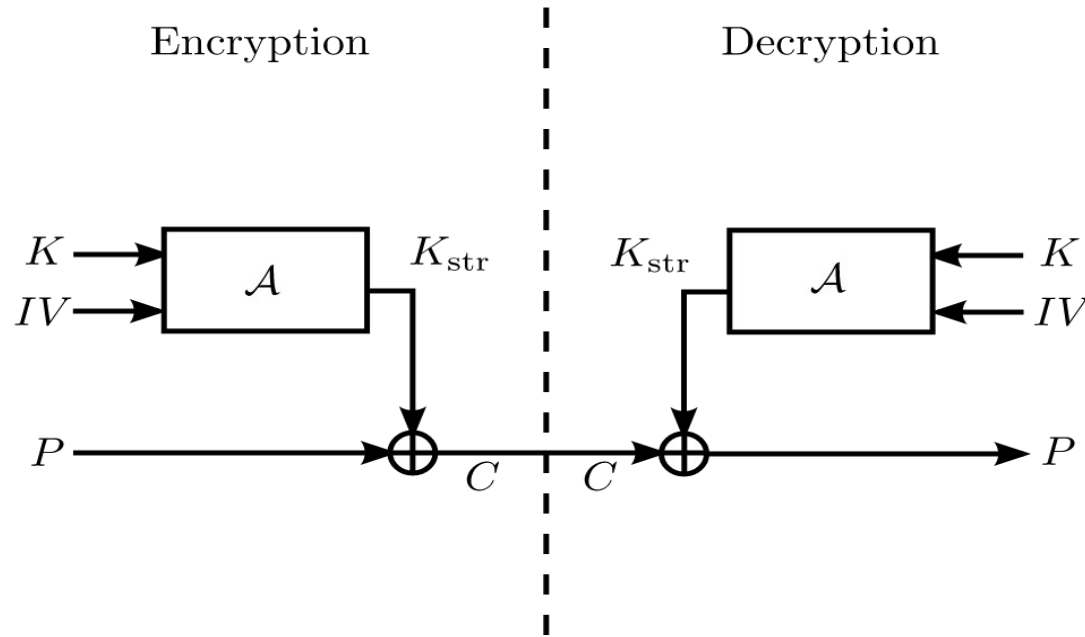 Encryption Decryption
K K_str K_str K
𝒜 𝒜
IV IV
P P
C C